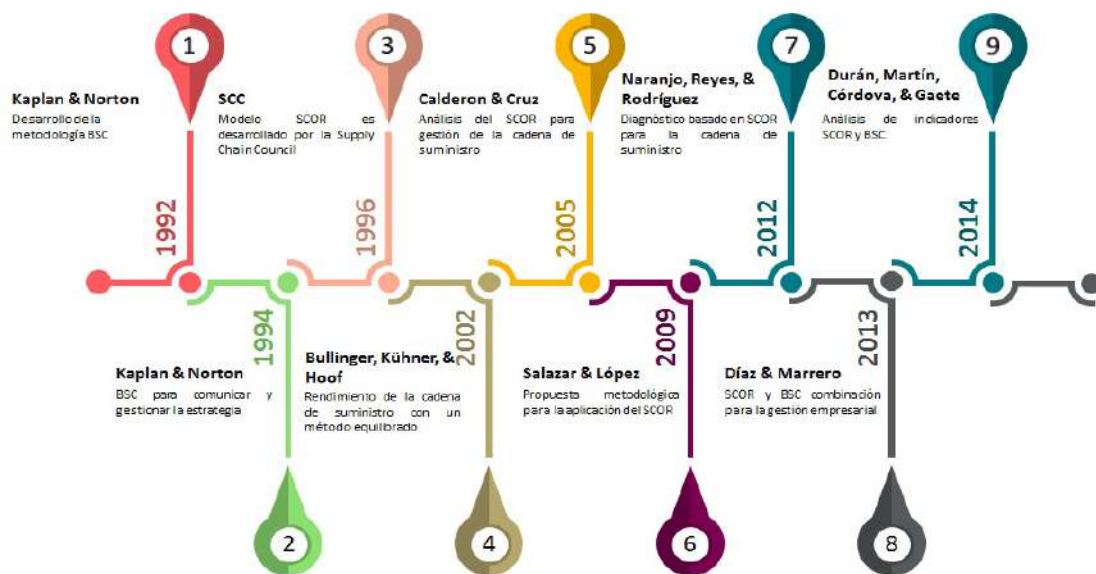 1
Kaplan & Norton
Desarrollo de la
metodología BSC
1992
2
Kaplan & Norton
BSC para comunicar y
gestionar la estrategia
1994
3
SCC
Modelo SCOR es
desarrollado por la Supply
Chain Council
1996
4
Bullinger, Kühner, &
Hoof
Rendimiento de la cadena
de suministro con un
método equilibrado
2002
5
Calderon & Cruz
Análisis del SCOR para
gestión de la cadena de
suministro
2005
6
Salazar & López
Propuesta metodológica
para la aplicación del SCOR
2009
7
Naranjo, Reyes, &
Rodríguez
Diagnóstico basado en SCOR
para la cadena de
suministro
2012
8
Díaz & Marrero
SCOR y BSC combinación
para la gestión empresarial
2013
9
Durán, Martín,
Córdova, & Gaete
Análisis de indicadores
SCOR y BSC.
2014